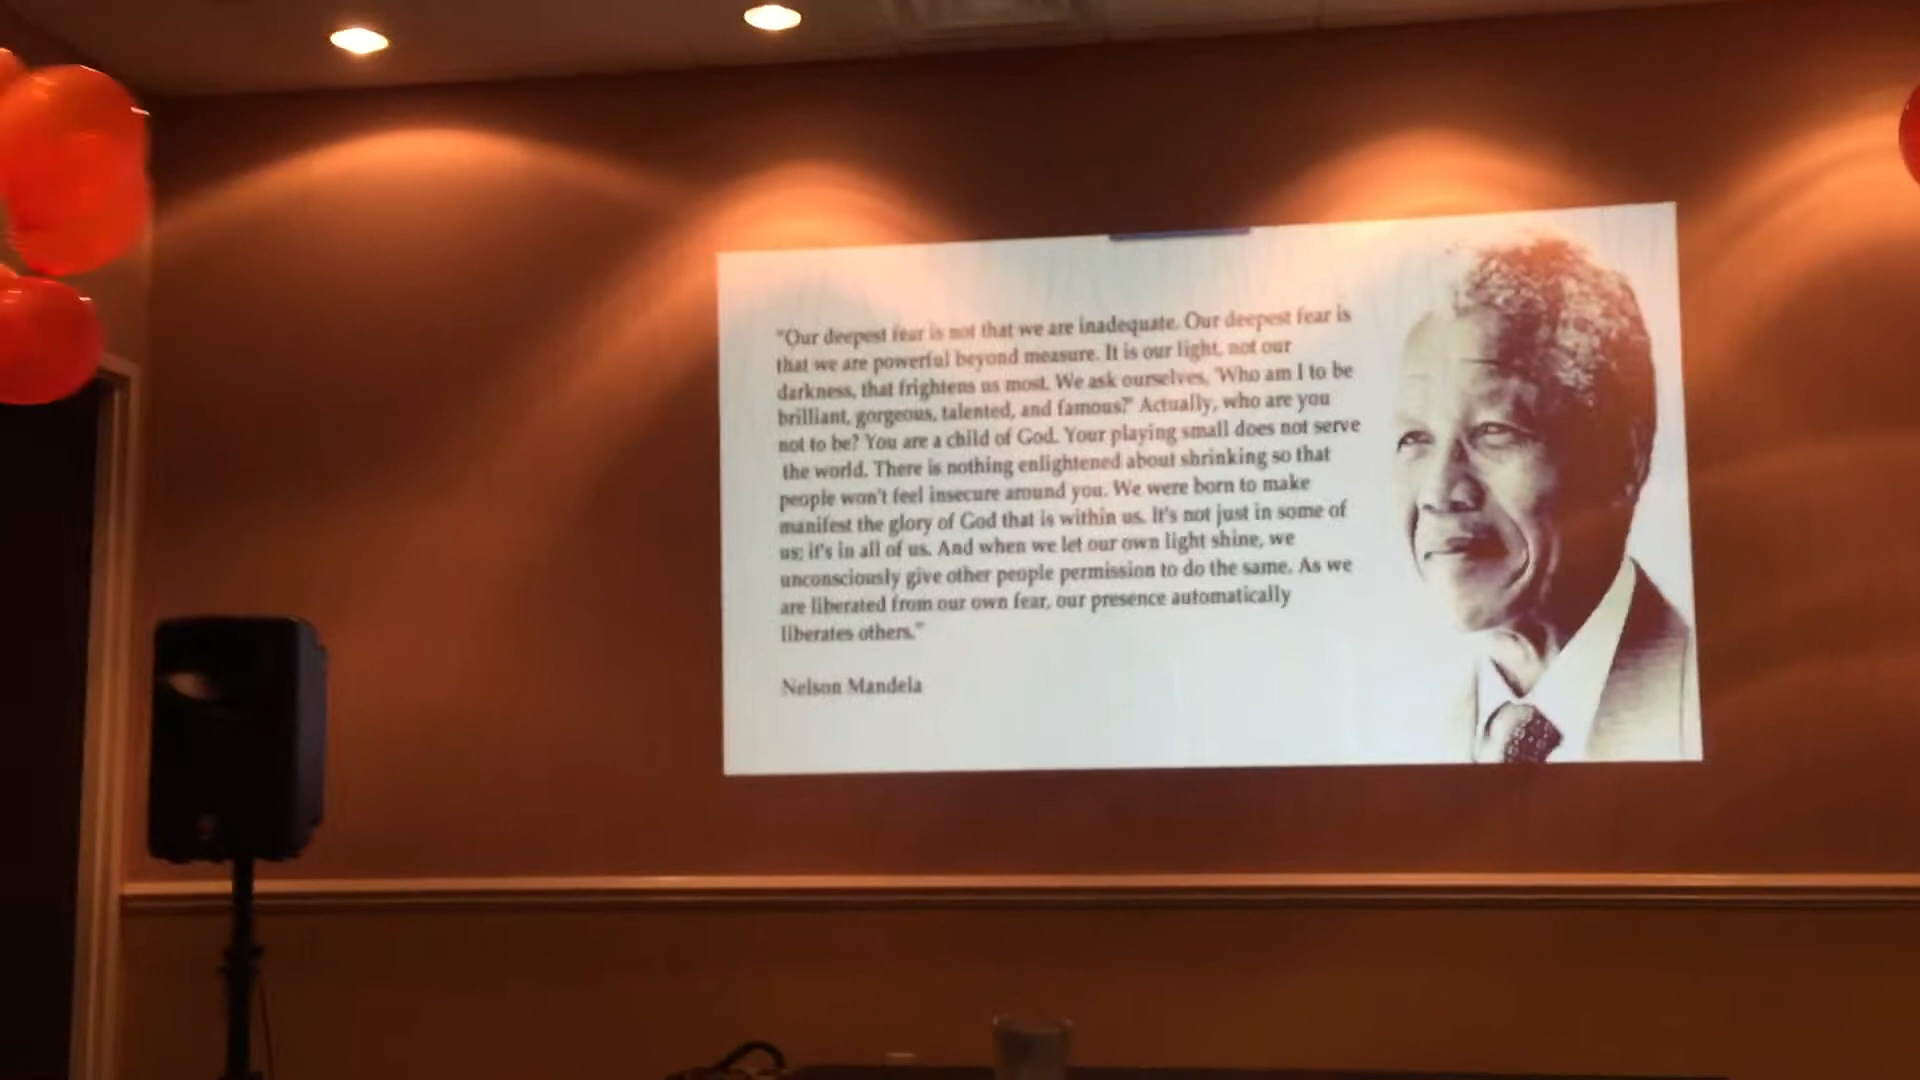 "Our deepest fear is not that we are inadequate. Our deepest fear is
that we are powerful beyond measure. It is our light, not our
darkness, that frightens us most. We ask ourselves, 'Who am I to be
brilliant, gorgeous, talented, and famous?' Actually, who are you
not to be? You are a child of God. Your playing small does not serve
the world. There is nothing enlightened about shrinking so that
people won't feel insecure around you. We were born to make
manifest the glory of God that is within us. It's not just in some of
us; it's in all of us. And when we let our own light shine, we
unconsciously give other people permission to do the same. As we
are liberated from our own fear, our presence automatically
liberates others."
Nelson Mandela